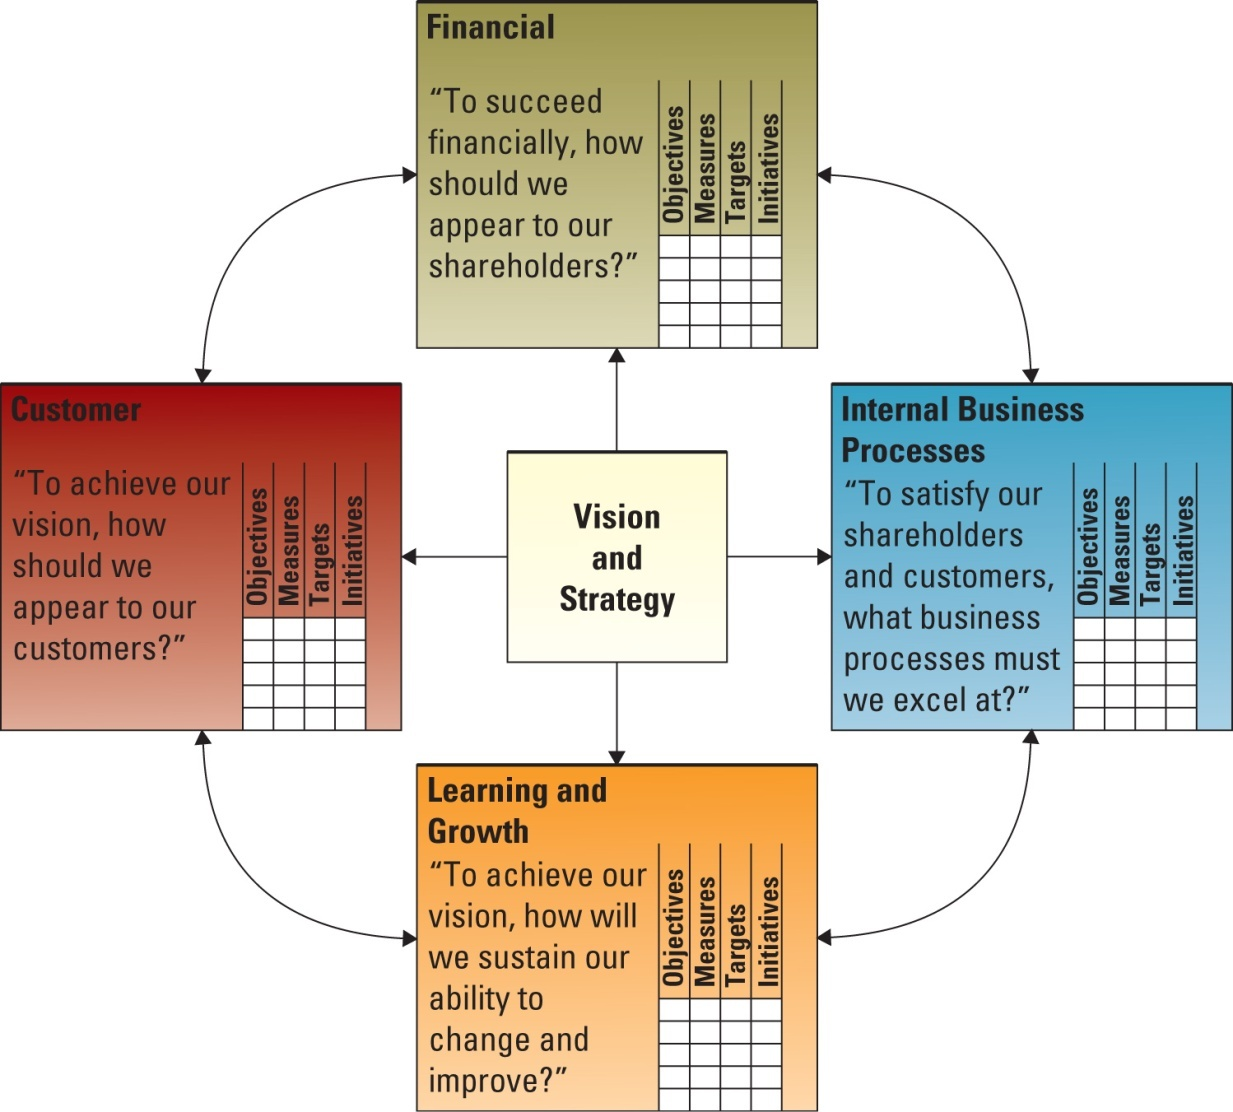 Financial
“To succeed
financially, how
should we
appear to our
shareholders?”
Objectives
Measures
Targets
Initiatives
Customer
“To achieve our
vision, how
should we
appear to our
customers?”
Objectives
Measures
Targets
Initiatives
Vision
and
Strategy
Internal Business
Processes
“To satisfy our
shareholders
and customers,
what business
processes must
we excel at?”
Objectives
Measures
Targets
Initiatives
Learning and
Growth
“To achieve our
vision, how will
we sustain our
ability to
change and
improve?”
Objectives
Measures
Targets
Initiatives